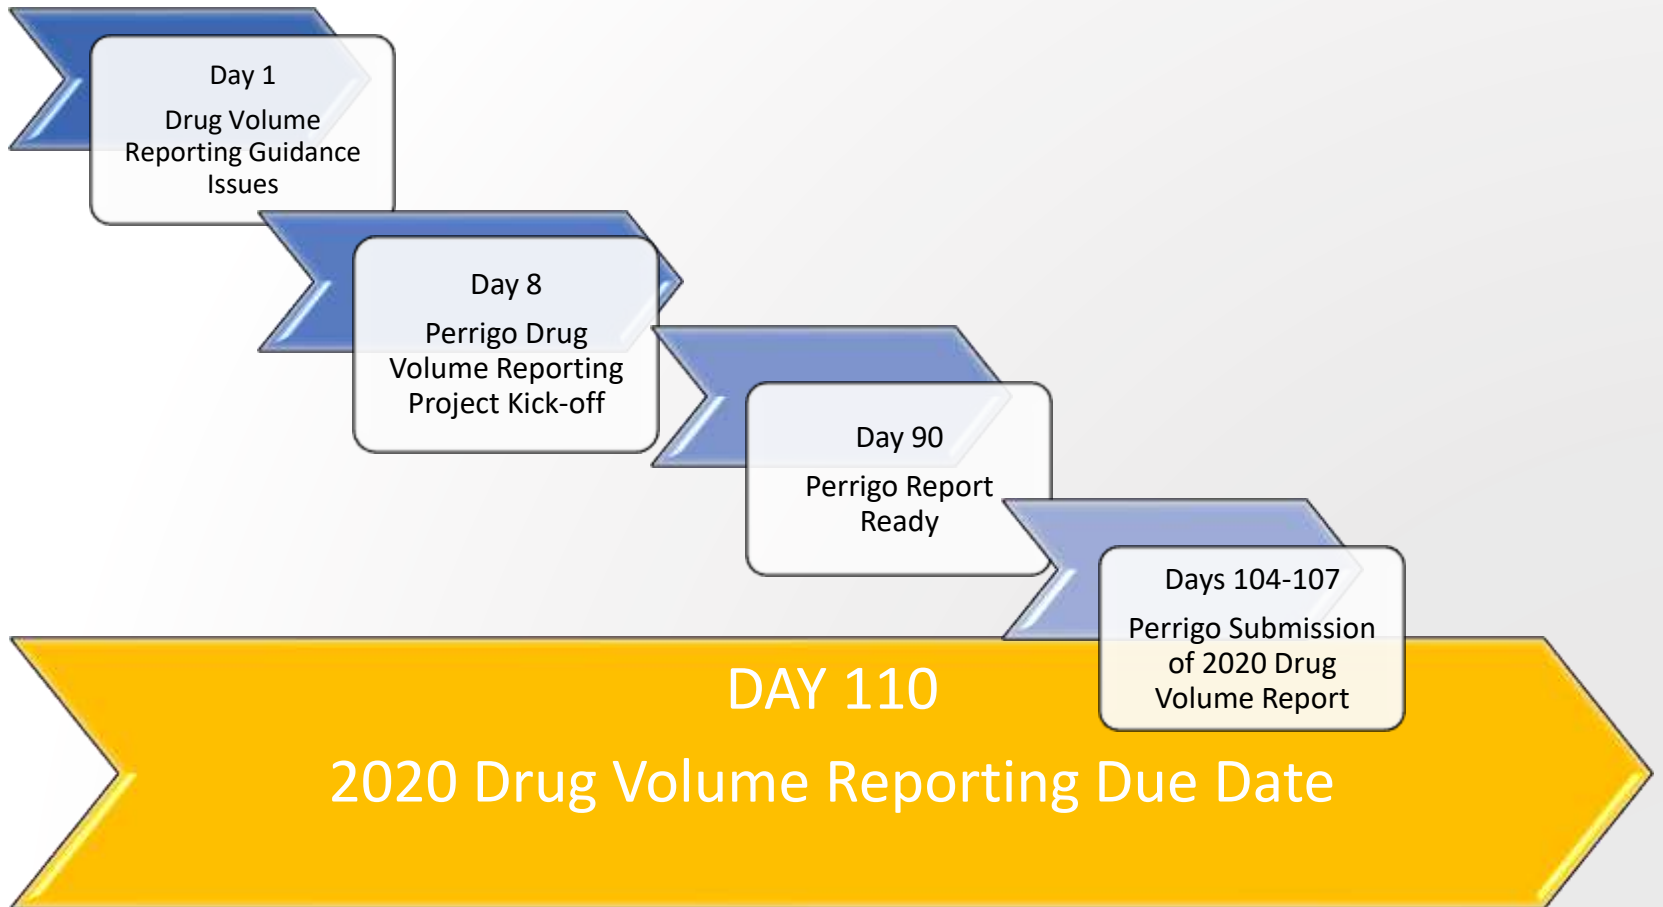 Day 1
Drug Volume
Reporting Guidance
Issues
Day 8
Perrigo Drug
Volume Reporting
Project Kick-off
Day 90
Perrigo Report
Ready
Days 104-107
Perrigo Submission
of 2020 Drug
Volume Report
DAY 110
2020 Drug Volume Reporting Due Date